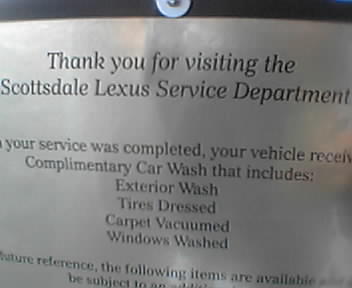 Thank you for visiting the
Scottsdale Lexus Service Department
your service was completed, your vehicle
Complimentary Car Wash that includes:
Exterior Wash
Tires Dressed
Carpet Vacuumed
Windows Washed
future reference, the following items are available
be subject to an